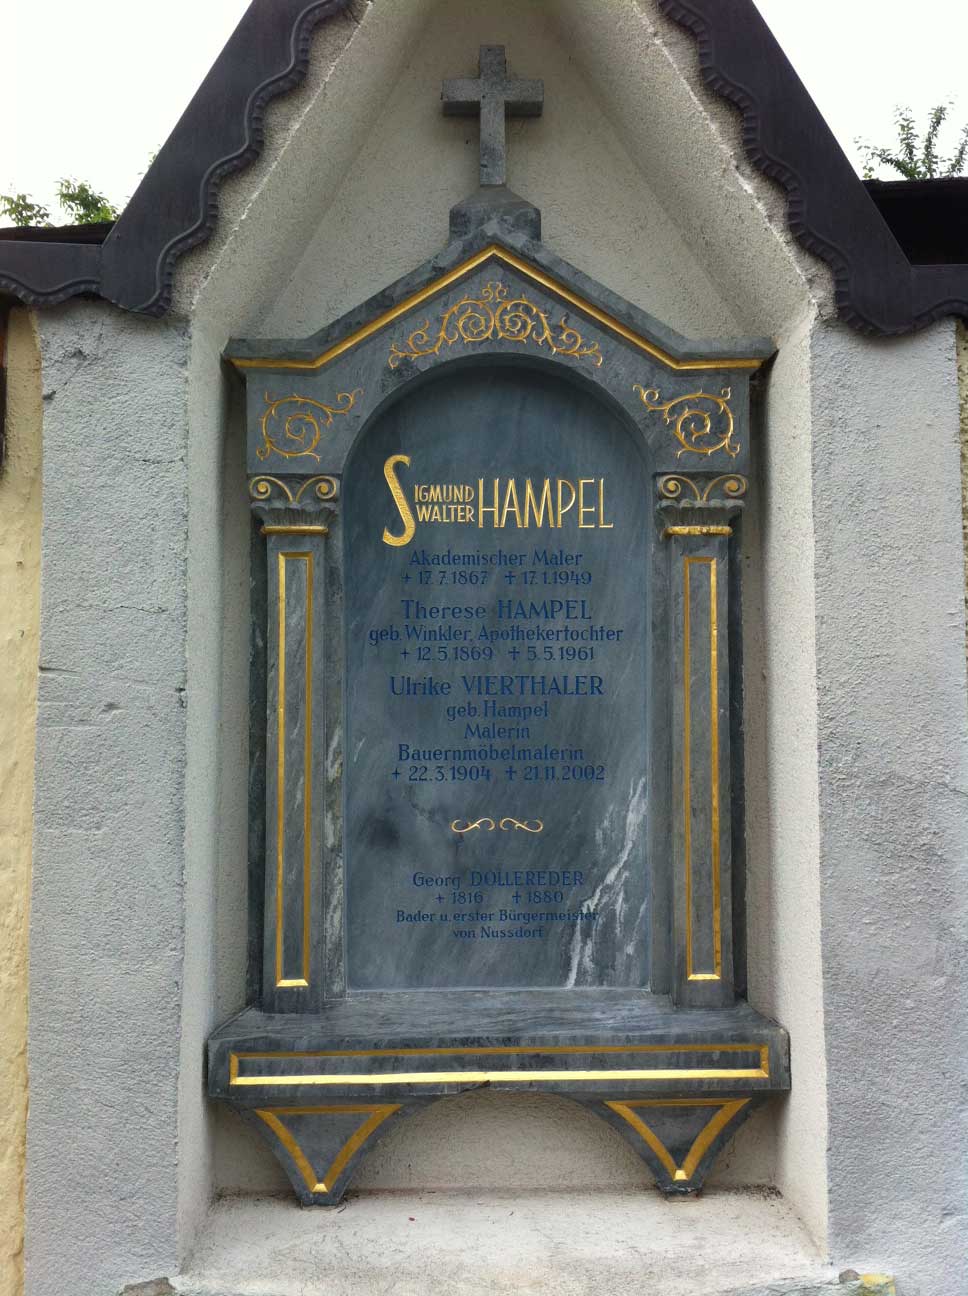 SIGMUND WALTER HAMPEL
Akademischer Maler
+ 17.7.1867 + 17.1.1949
Therese HAMPEL
geb. Winkler, Apothekertochter
+ 12.5.1869 + 5.5.1961
Ulrike VIERTHALER
geb. Hampel
Malerin
Bauernmöbelmalerin
+ 22.3.1904 + 21.11.2002
Georg DOLLEREDER
+ 1816 + 1880
Bader u. erster Bürgermeister
von Nussdorf